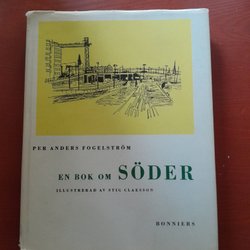 PER ANDERS FOGELSTRÖM
EN BOK OM SÖDER
ILLUSTRERAD AV STIG CLAESSON
BONNIERS